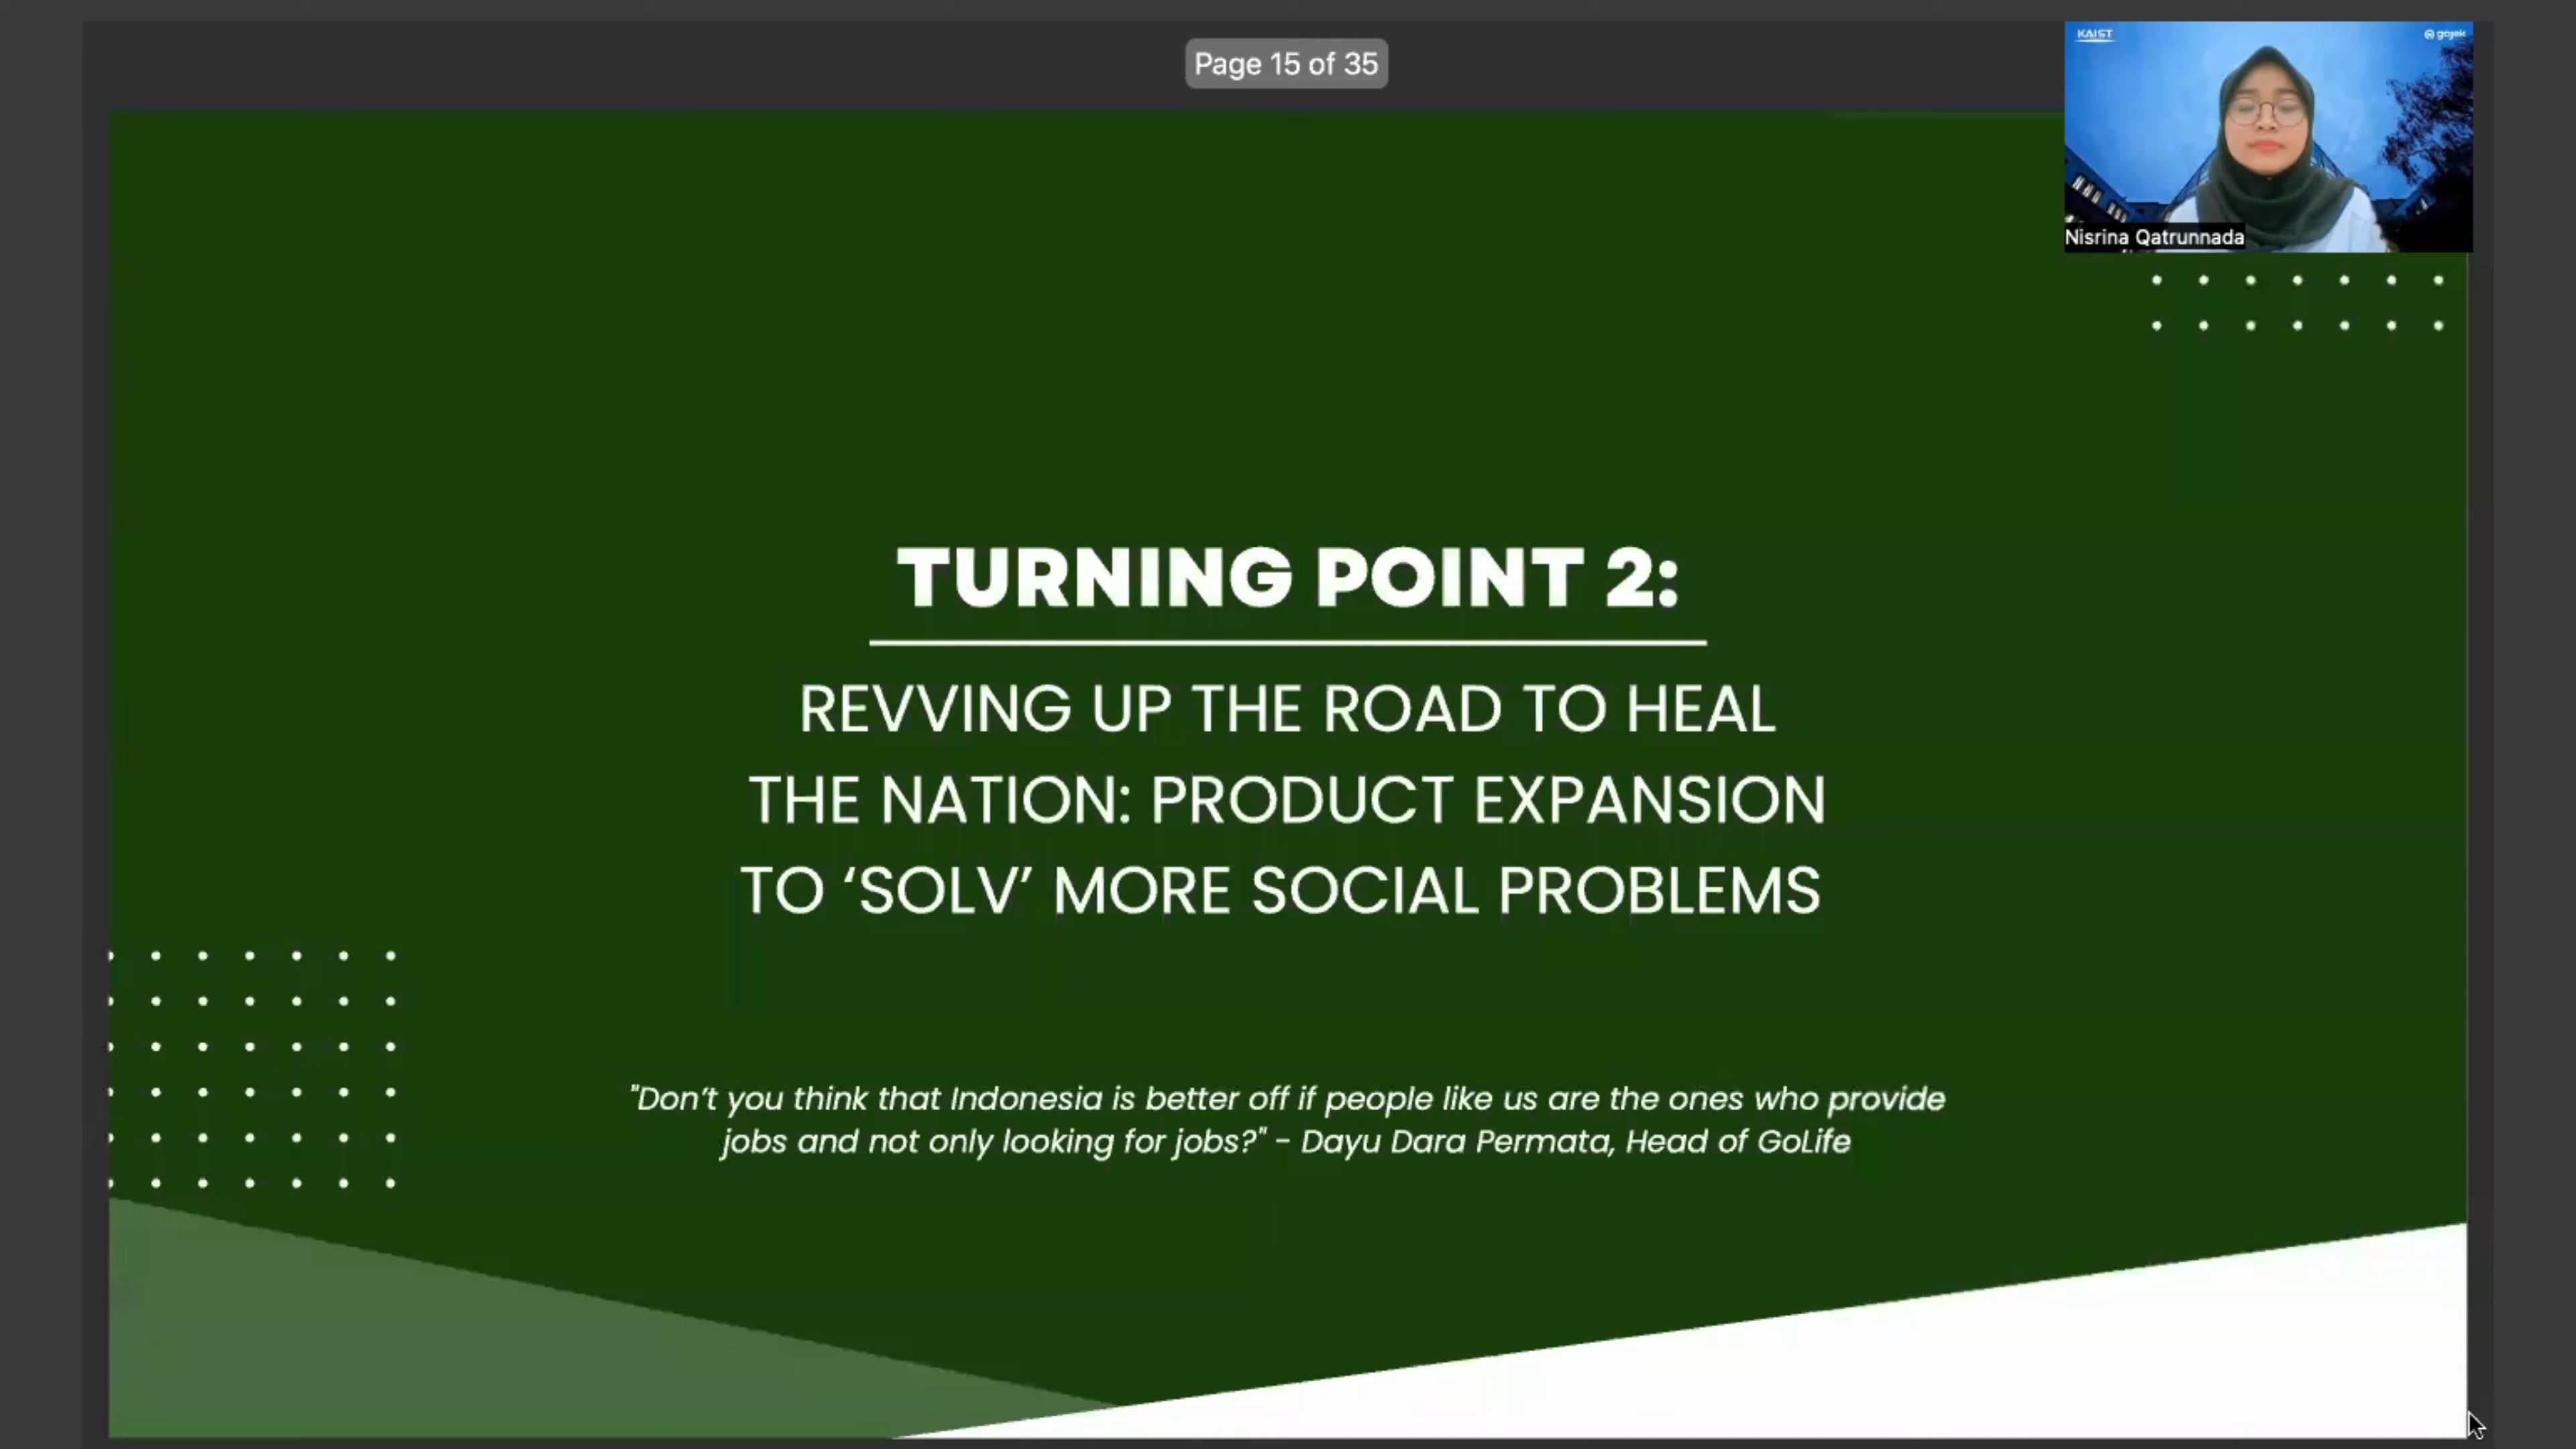 Page 15 of 35
KAIST
gojek
Nisrina Qatrunnada
TURNING POINT 2:
REVVING UP THE ROAD TO HEAL
THE NATION: PRODUCT EXPANSION
TO ‘SOLV’ MORE SOCIAL PROBLEMS
"Don’t you think that Indonesia is better off if people like us are the ones who provide
jobs and not only looking for jobs?" - Dayu Dara Permata, Head of GoLife